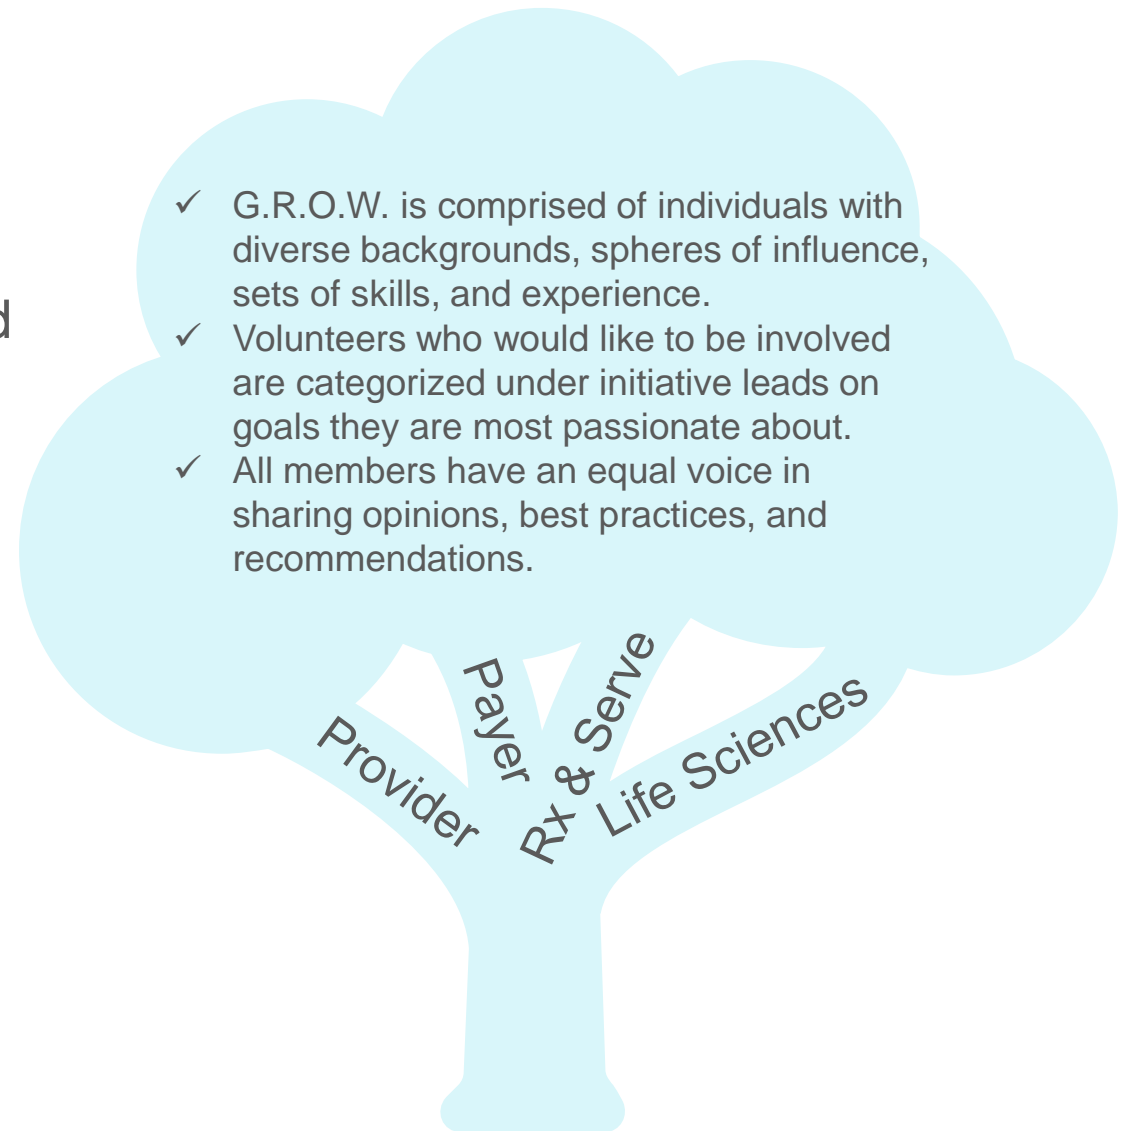 ✓ G.R.O.W. is comprised of individuals with
diverse backgrounds, spheres of influence,
sets of skills, and experience.
d
✓ Volunteers who would like to be involved
are categorized under initiative leads on
goals they are most passionate about.
✓ All members have an equal voice in
sharing opinions, best practices, and
recommendations.
Provider
Payer
Rx & Serve
Life Sciences